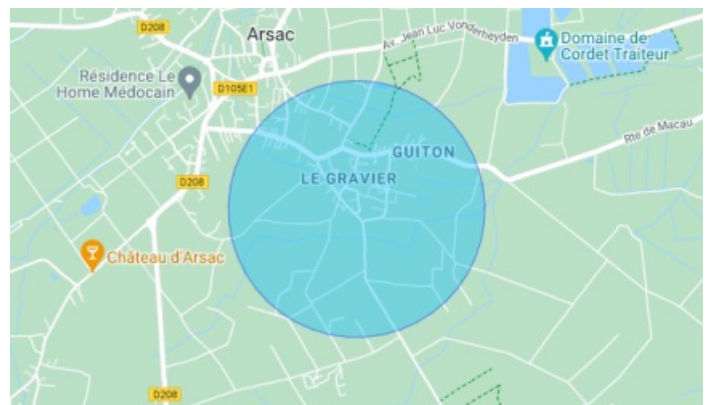 D208
Arsac
Av. Jean Luc Vonderheyden
Domaine de
Cordet Traiteur
Résidence Le
Home Médocain
D105E1
Rte de Macau
GUITON
LE GRAVIER
D208
Château d'Arsac
D208